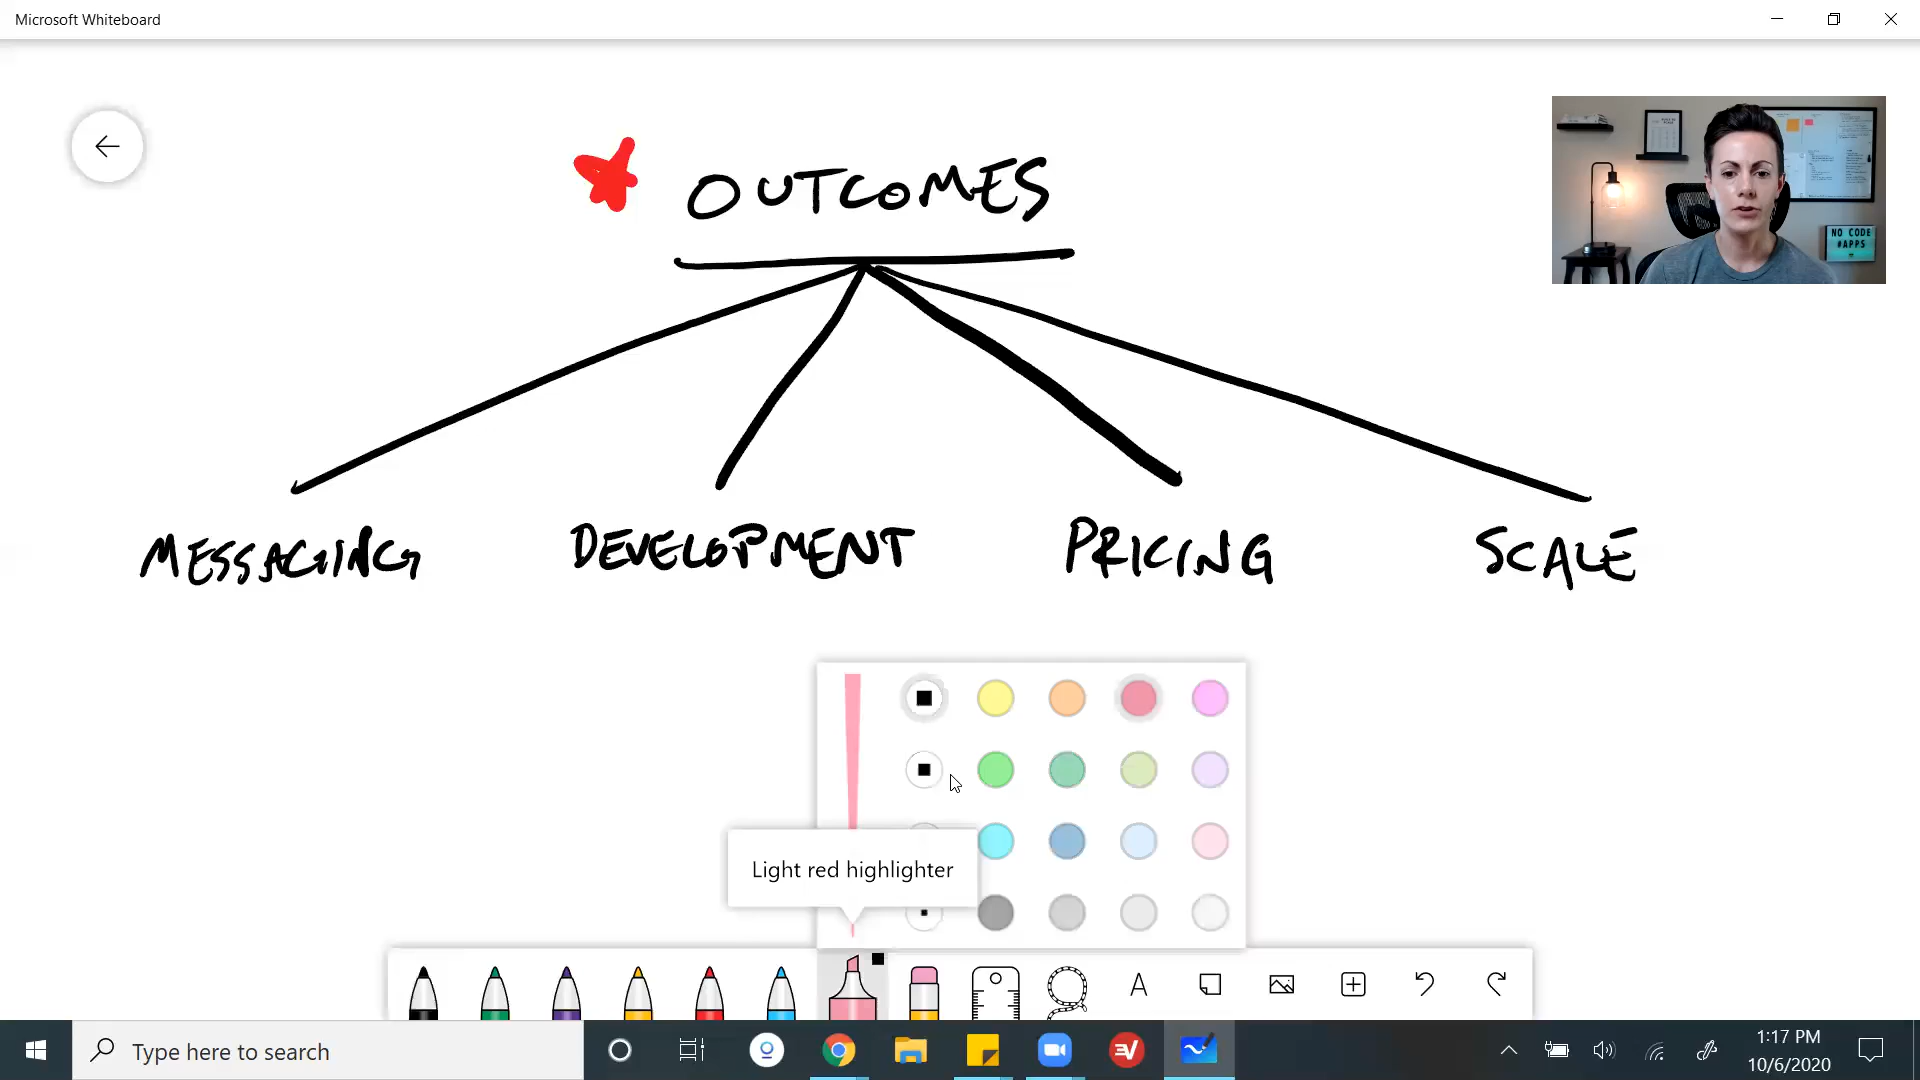 Microsoft Whiteboard
OUTCOMES
NO CODE
#APPS
MESSAGING DEVELOPMENT PRICING SCALE
Light red highlighter
A
Type here to search
1:17 PM
10/6/2020